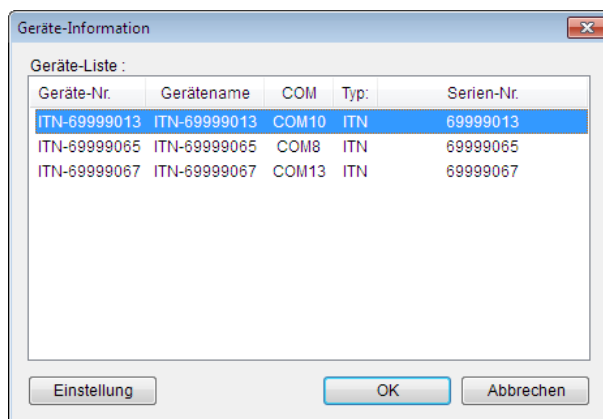 Geräte-Information
Geräte-Liste :
Geräte-Nr. Gerätename COM Typ: Serien-Nr.
ITN-69999013 ITN-69999013 COM10 ITN 69999013
ITN-69999065 ITN-69999065 COM8 ITN 69999065
ITN-69999067 ITN-69999067 COM13 ITN 69999067
Einstellung OK Abbrechen